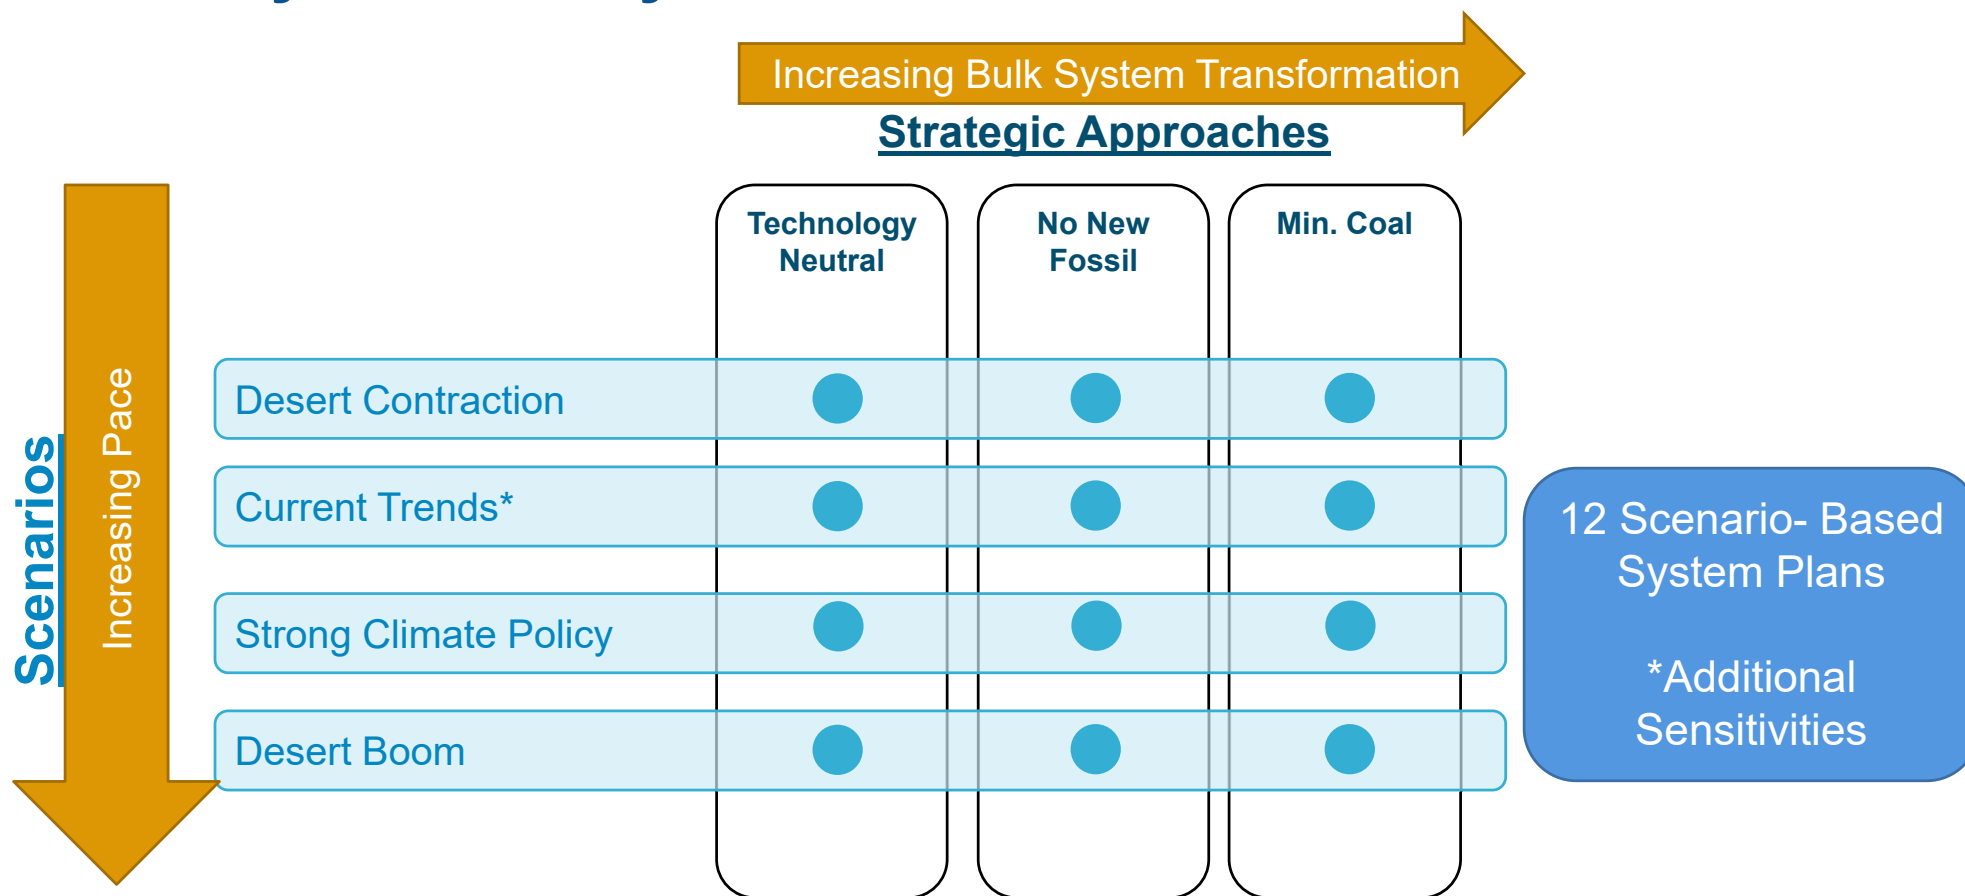 Increasing Bulk System Transformation
Strategic Approaches
Technology
Neutral
No New
Fossil
Min. Coal
Scenarios
Increasing Pace
Desert Contraction
Current Trends*
Strong Climate Policy
Desert Boom
12 Scenario- Based
System Plans
*Additional
Sensitivities